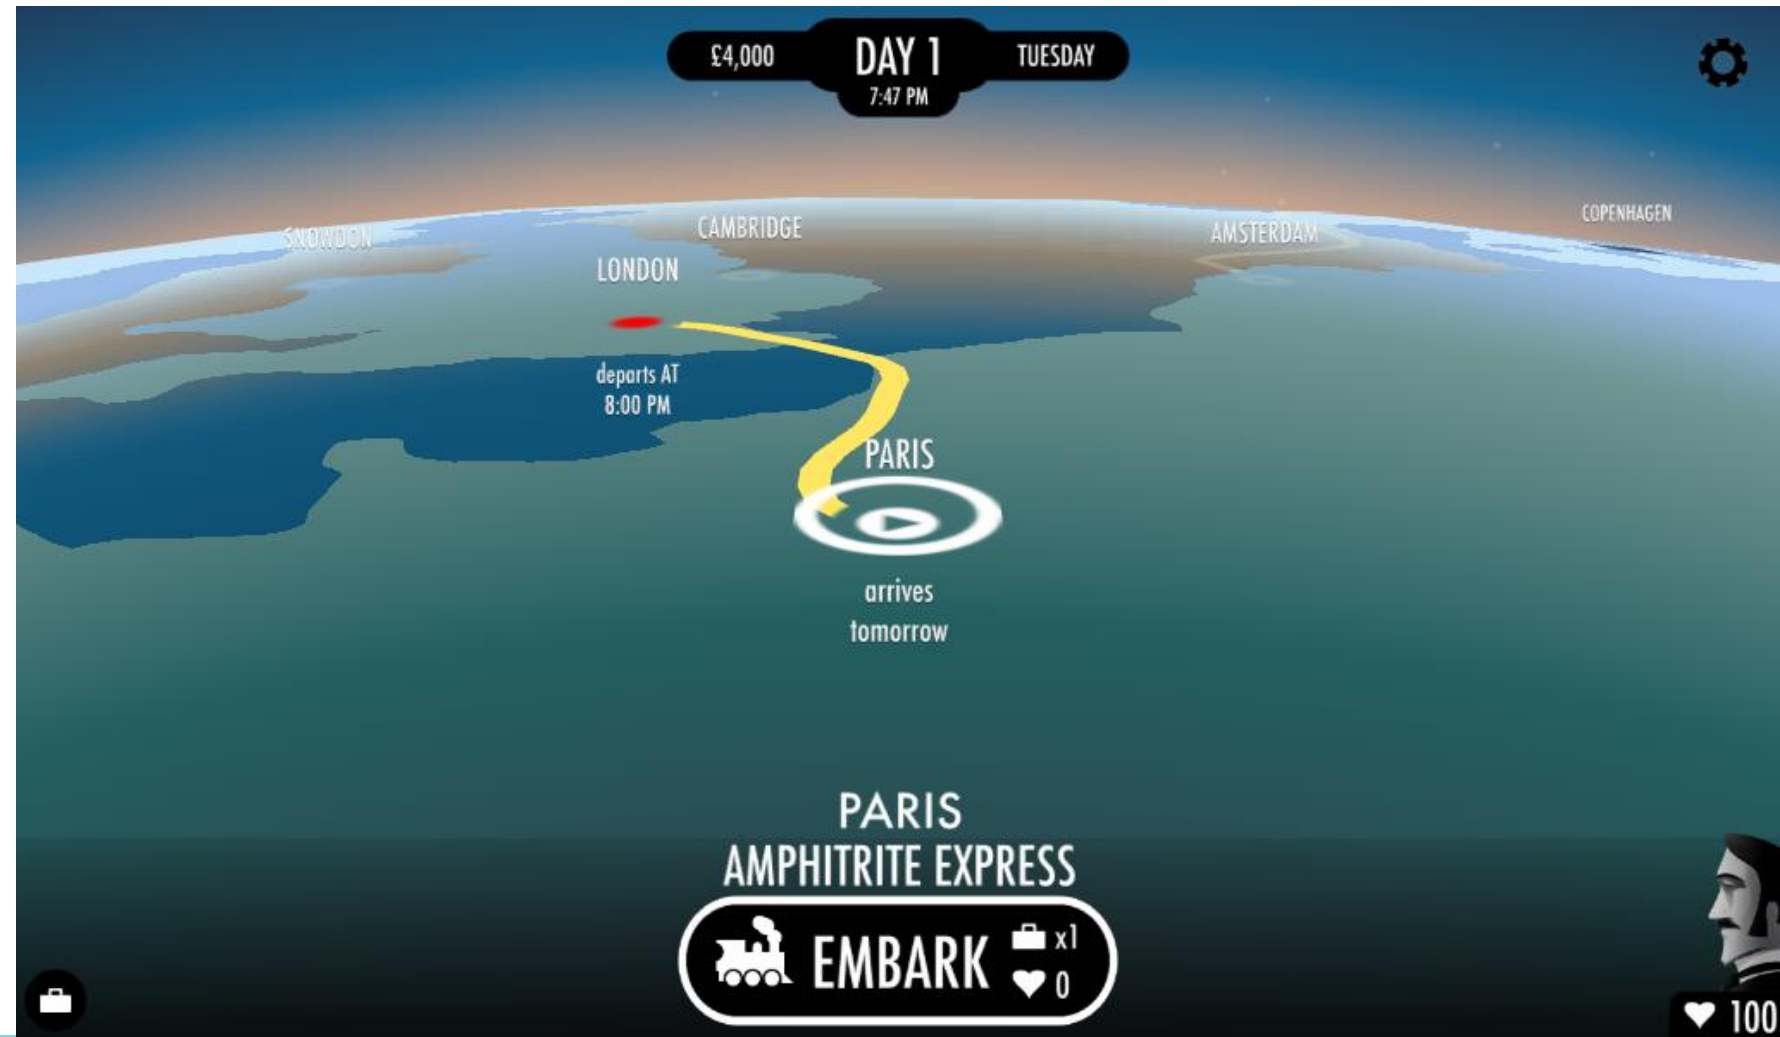 £4,000
DAY 1
TUESDAY
7:47 PM
COPENHAGEN
SNOWDON
CAMBRIDGE
AMSTERDAM
LONDON
departs AT
8:00 PM
PARIS
arrives
tomorrow
PARIS
AMPHITRITE EXPRESS
EMBARK
x1
0
100